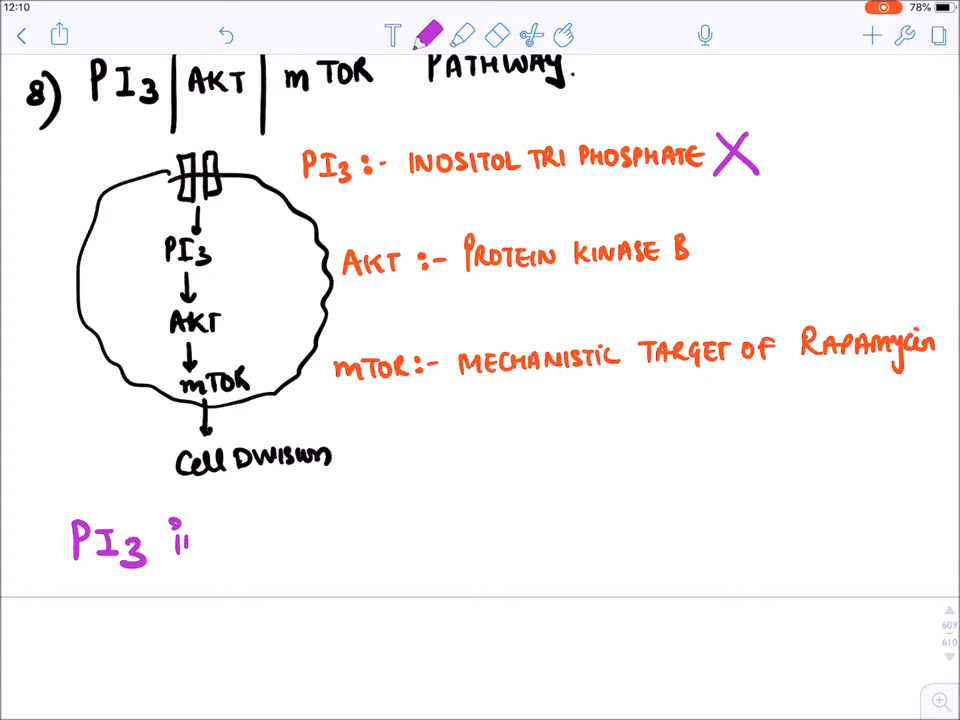 12:10 78%
8) PI3 | AKT | mTOR PATHWAY.
PI3 :- INOSITOL TRI PHOSPHATE X
PI3
AKT :- PROTEIN KINASE B
AKT
mTOR:- MECHANISTIC TARGET OF RAPAMycin
mTOR
Cell Division
PI3 in
609
610